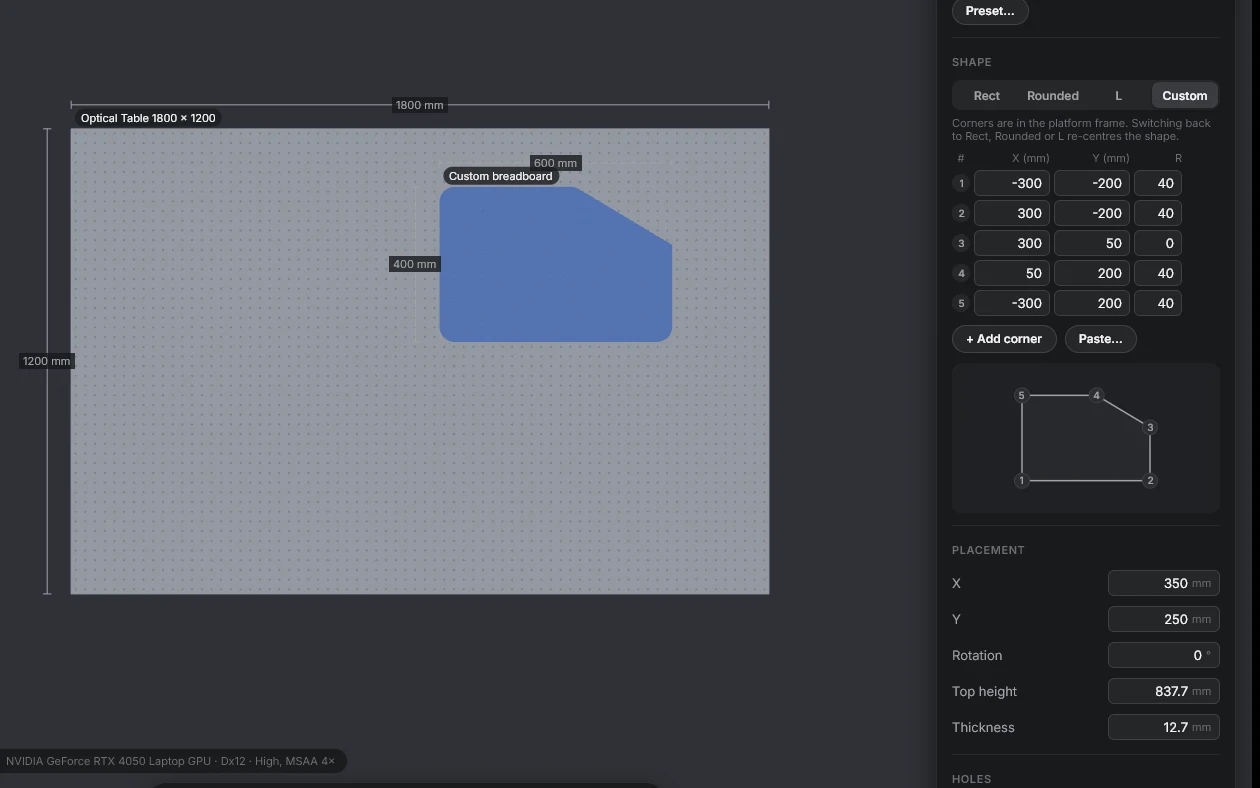 Preset...
SHAPE
Rect Rounded L Custom
Corners are in the platform frame. Switching back
to Rect, Rounded or L re-centres the shape.
# X (mm) Y (mm) R
1 -300 -200 40
2 300 -200 40
3 300 50 0
4 50 200 40
5 -300 200 40
+ Add corner Paste...
5 4
3
1 2
PLACEMENT
X 350 mm
Y 250 mm
Rotation 0 °
Top height 837.7 mm
Thickness 12.7 mm
HOLES
1800 mm
Optical Table 1800 × 1200
600 mm
Custom breadboard
400 mm
1200 mm
NVIDIA GeForce RTX 4050 Laptop GPU · Dx12 · High, MSAA 4×